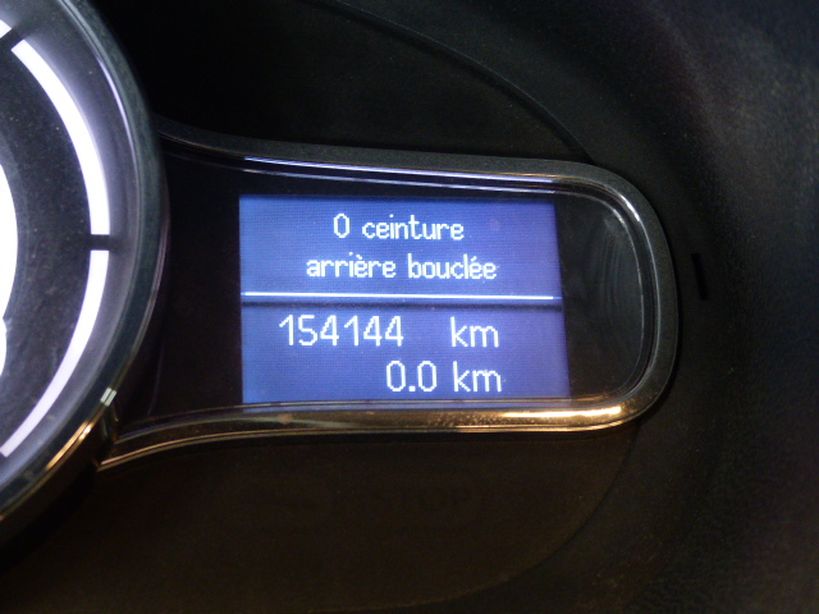 0 ceinture
arrière bouclée
154144 km
0.0 km